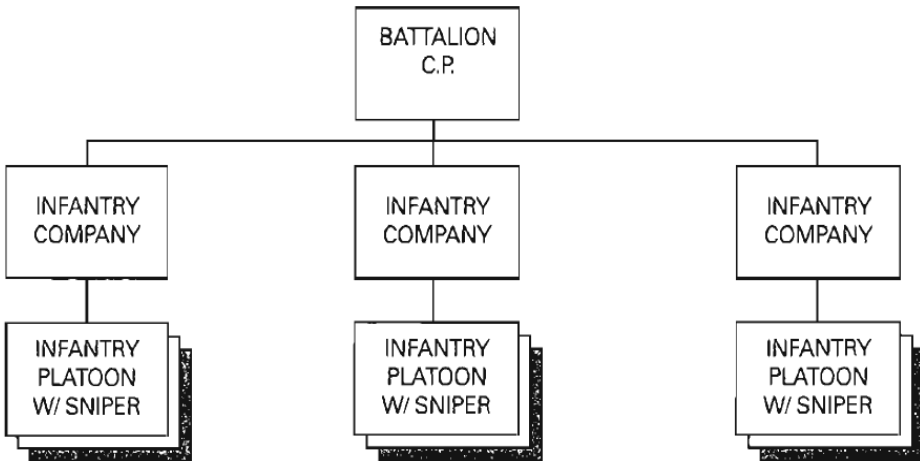 BATTALION
C.P.
INFANTRY
COMPANY
INFANTRY
COMPANY
INFANTRY
COMPANY
INFANTRY
PLATOON
W/ SNIPER
INFANTRY
PLATOON
W/ SNIPER
INFANTRY
PLATOON
W/ SNIPER